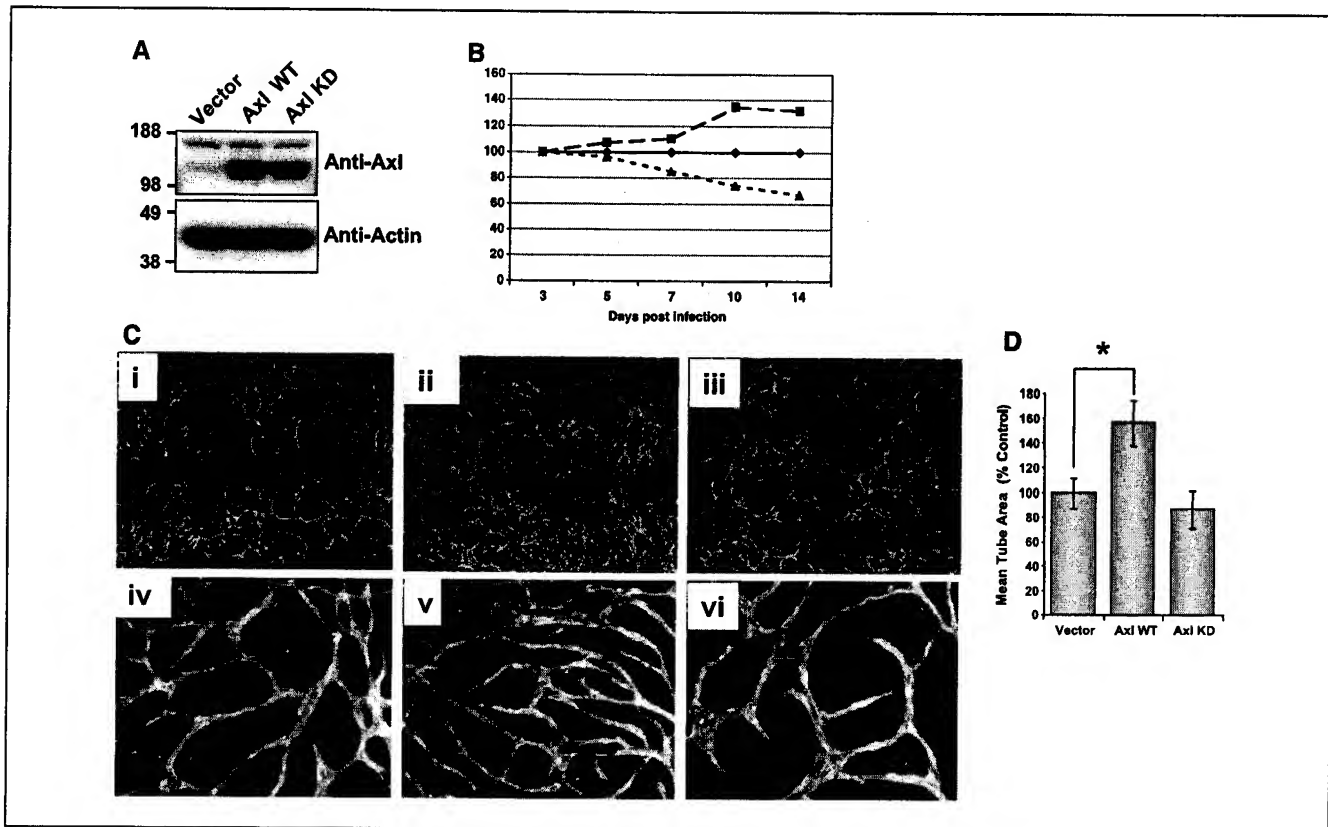 A
Vector
Axl WT
Axl KD
188
98
Anti-Axl
49
38
Anti-Actin
B
160
140
120
100
80
60
40
20
0
3 5 7 10 14
Days post infection
C
i
ii
iii
iv
v
vi
D
*
180
160
140
120
100
80
60
40
20
0
Mean Tube Area (% Control)
Vector Axl WT Axl KD